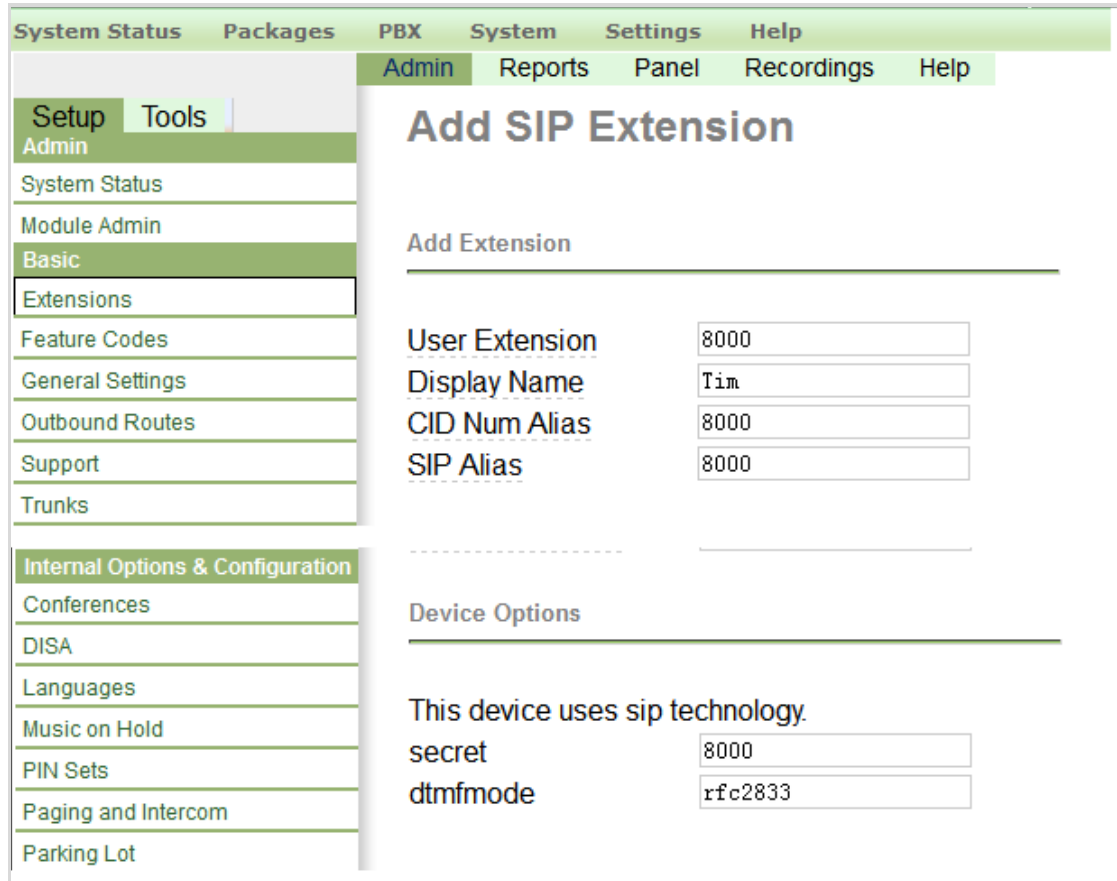 System Status Packages PBX System Settings Help
Admin Reports Panel Recordings Help
Setup Tools
Admin
System Status
Module Admin
Basic
Extensions
Feature Codes
General Settings
Outbound Routes
Support
Trunks
Internal Options & Configuration
Conferences
DISA
Languages
Music on Hold
PIN Sets
Paging and Intercom
Parking Lot
Add SIP Extension
Add Extension
User Extension 8000
Display Name Tim
CID Num Alias 8000
SIP Alias 8000
Device Options
This device uses sip technology.
secret 8000
dtmfmode rfc2833